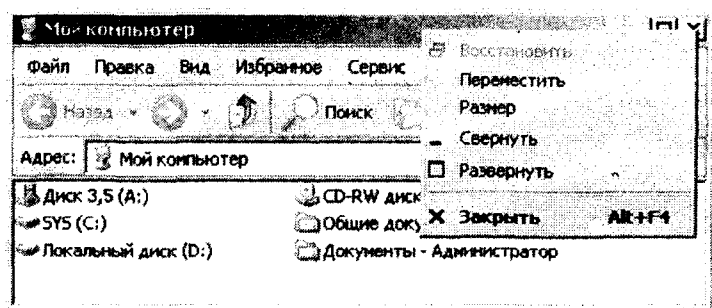 Мой компьютер
Файл Правка Вид Избранное Сервис
Назад Поиск
Адрес: Мой компьютер
Диск 3,5 (A:) CD-RW диск
SYS (C:) Общие доку
Локальный диск (D:) Документы - Администратор
Восстановить
Переместить
Размер
Свернуть
Развернуть
Закрыть Alt+F4